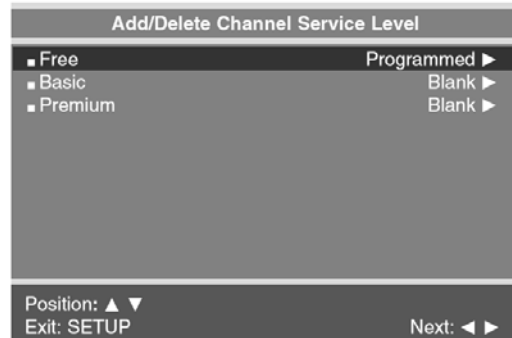 Add/Delete Channel Service Level
Free Programmed ►
Basic Blank ►
Premium Blank ►
Position: ▲ ▼
Exit: SETUP Next: ◄ ►